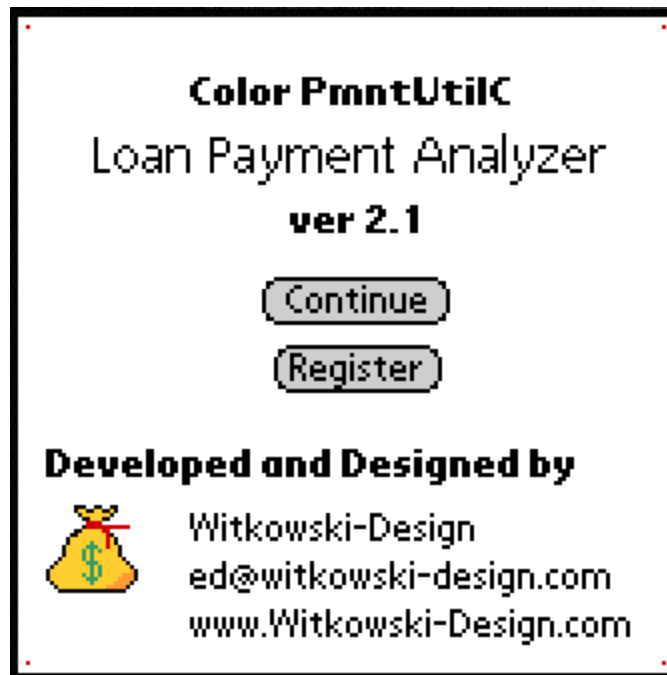 Color PmntUtilC
Loan Payment Analyzer
ver 2.1
Continue
Register
Developed and Designed by
$
Witkowski-Design
ed@witkowski-design.com
www.Witkowski-Design.com